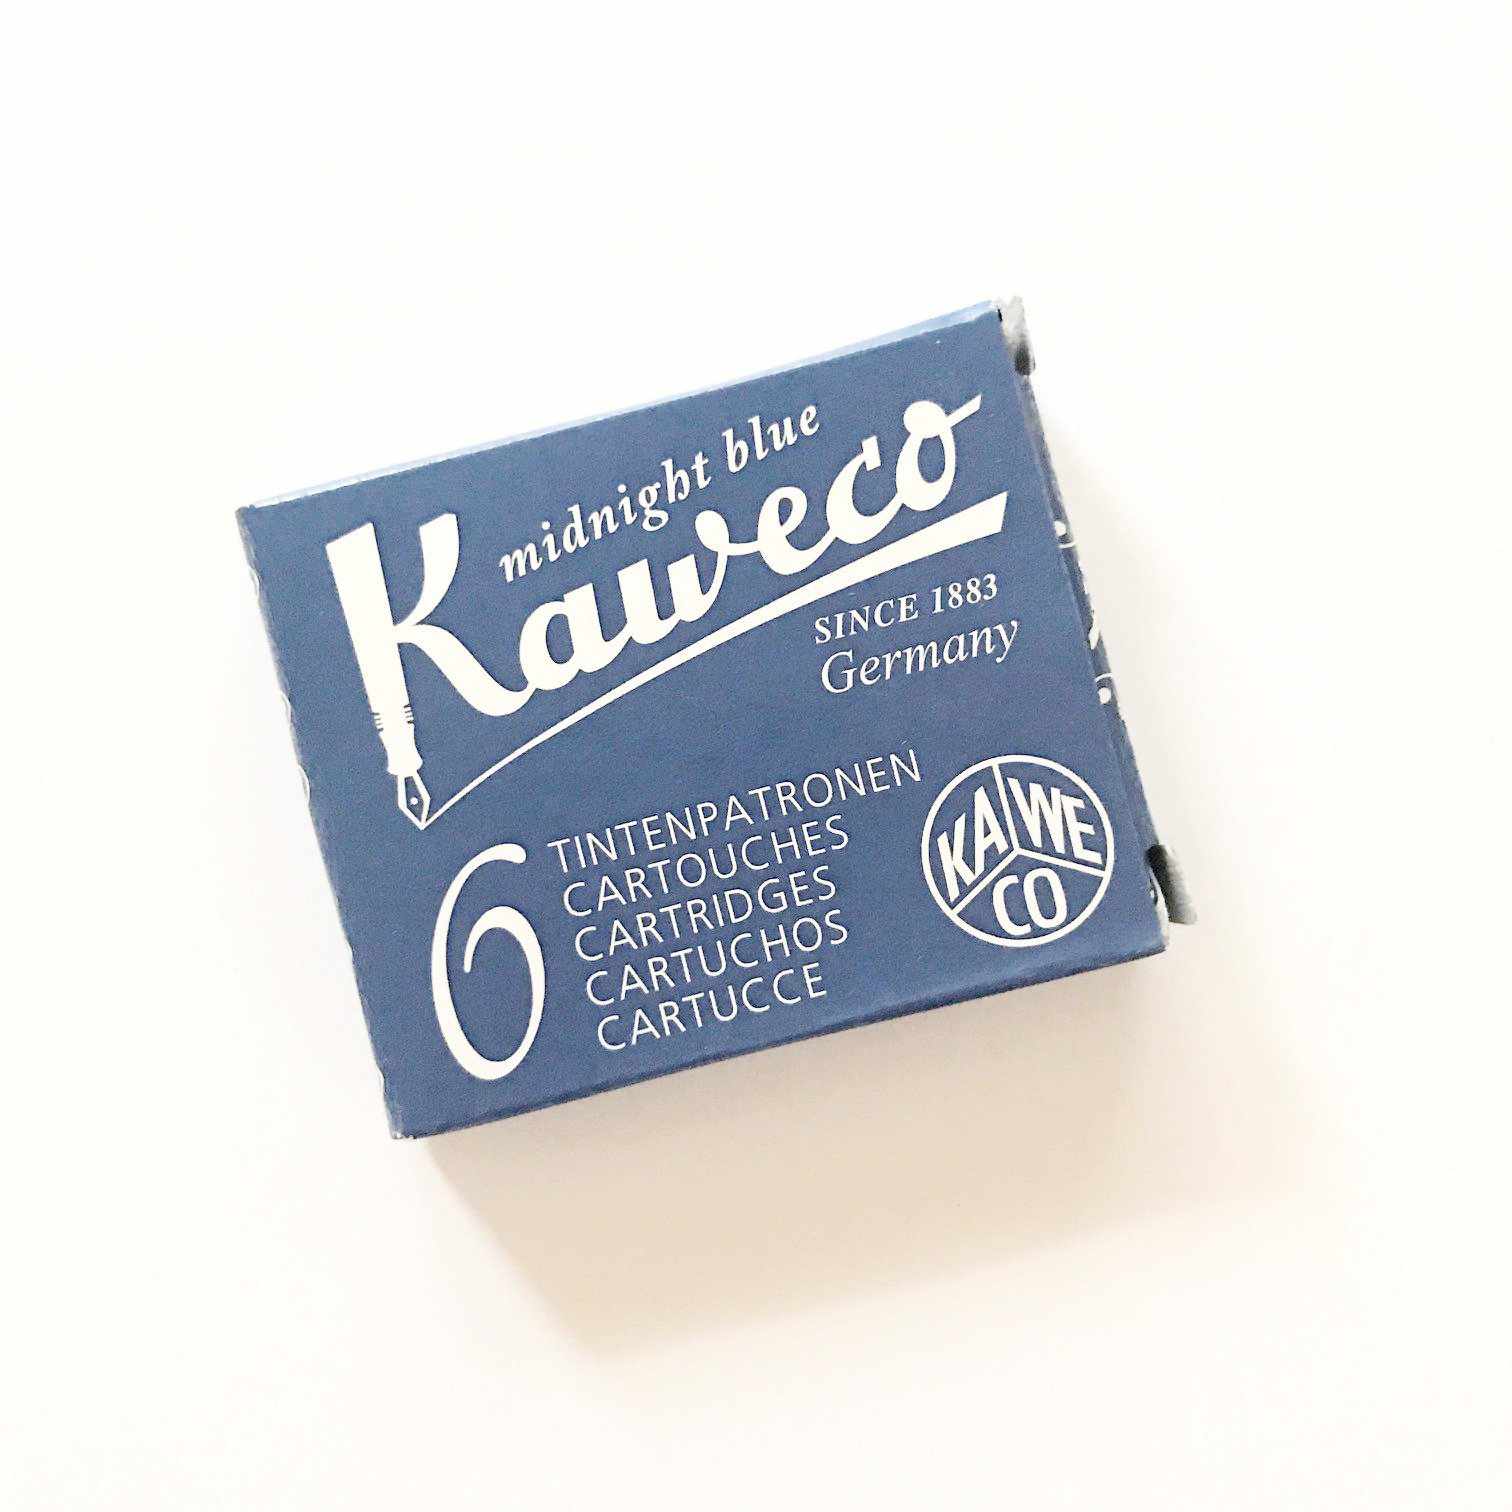 midnight blue
Kaweco
SINCE 1883
Germany
6
TINTENPATRONEN
CARTOUCHES
CARTRIDGES
CARTUCHOS
CARTUCCE
KA WE
CO